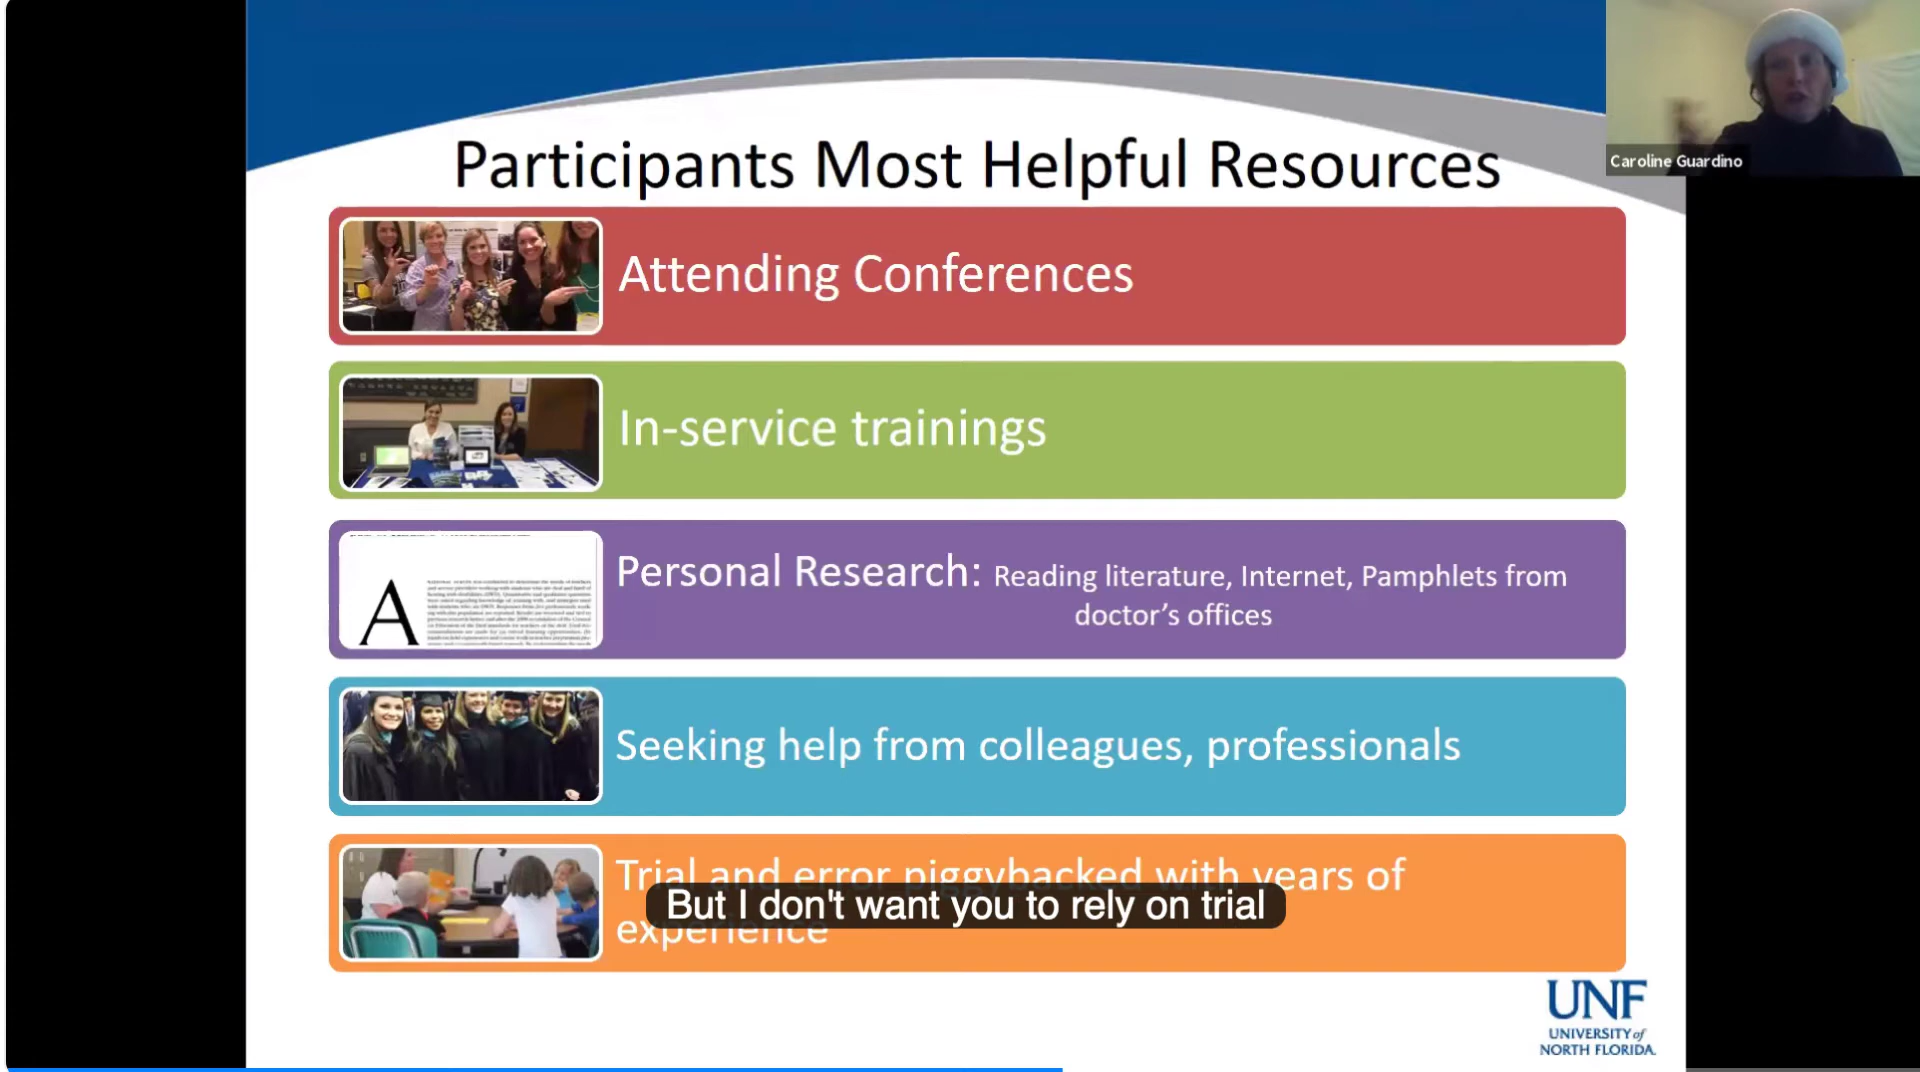 Caroline Guardino
Participants Most Helpful Resources
Attending Conferences
In-service trainings
A
Personal Research: Reading literature, Internet, Pamphlets from
doctor's offices
Seeking help from colleagues, professionals
Trial and error piggybacked with years of
experience
But I don't want you to rely on trial
UNF
UNIVERSITY of
NORTH FLORIDA.